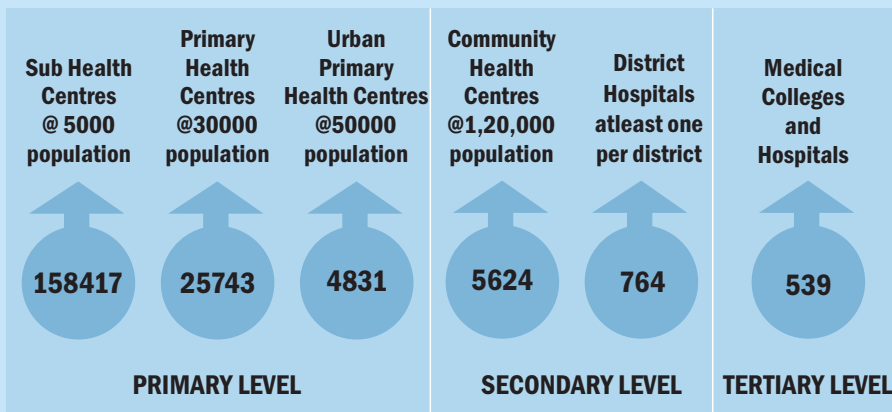 Sub Health
Centres
@ 5000
population
Primary
Health
Centres
@30000
population
Urban
Primary
Health Centres
@50000
population
Community
Health
Centres
@1,20,000
population
District
Hospitals
atleast one
per district
Medical
Colleges
and
Hospitals
158417
25743
4831
5624
764
539
PRIMARY LEVEL
SECONDARY LEVEL
TERTIARY LEVEL